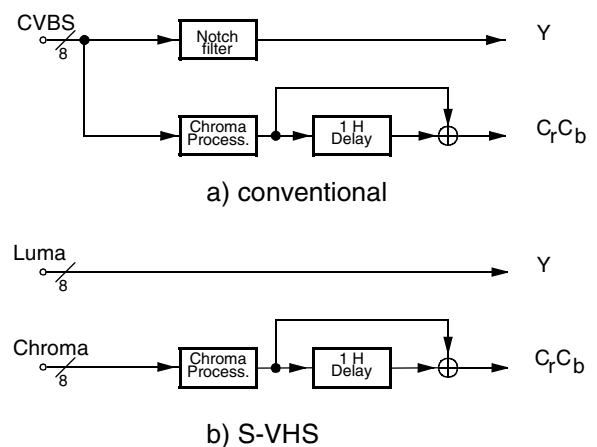 CVBS
8
Notch
filter
Y
Chroma
Process.
1 H
Delay
CrCb
a) conventional
Luma
8
Y
Chroma
8
Chroma
Process.
1 H
Delay
CrCb
b) S-VHS